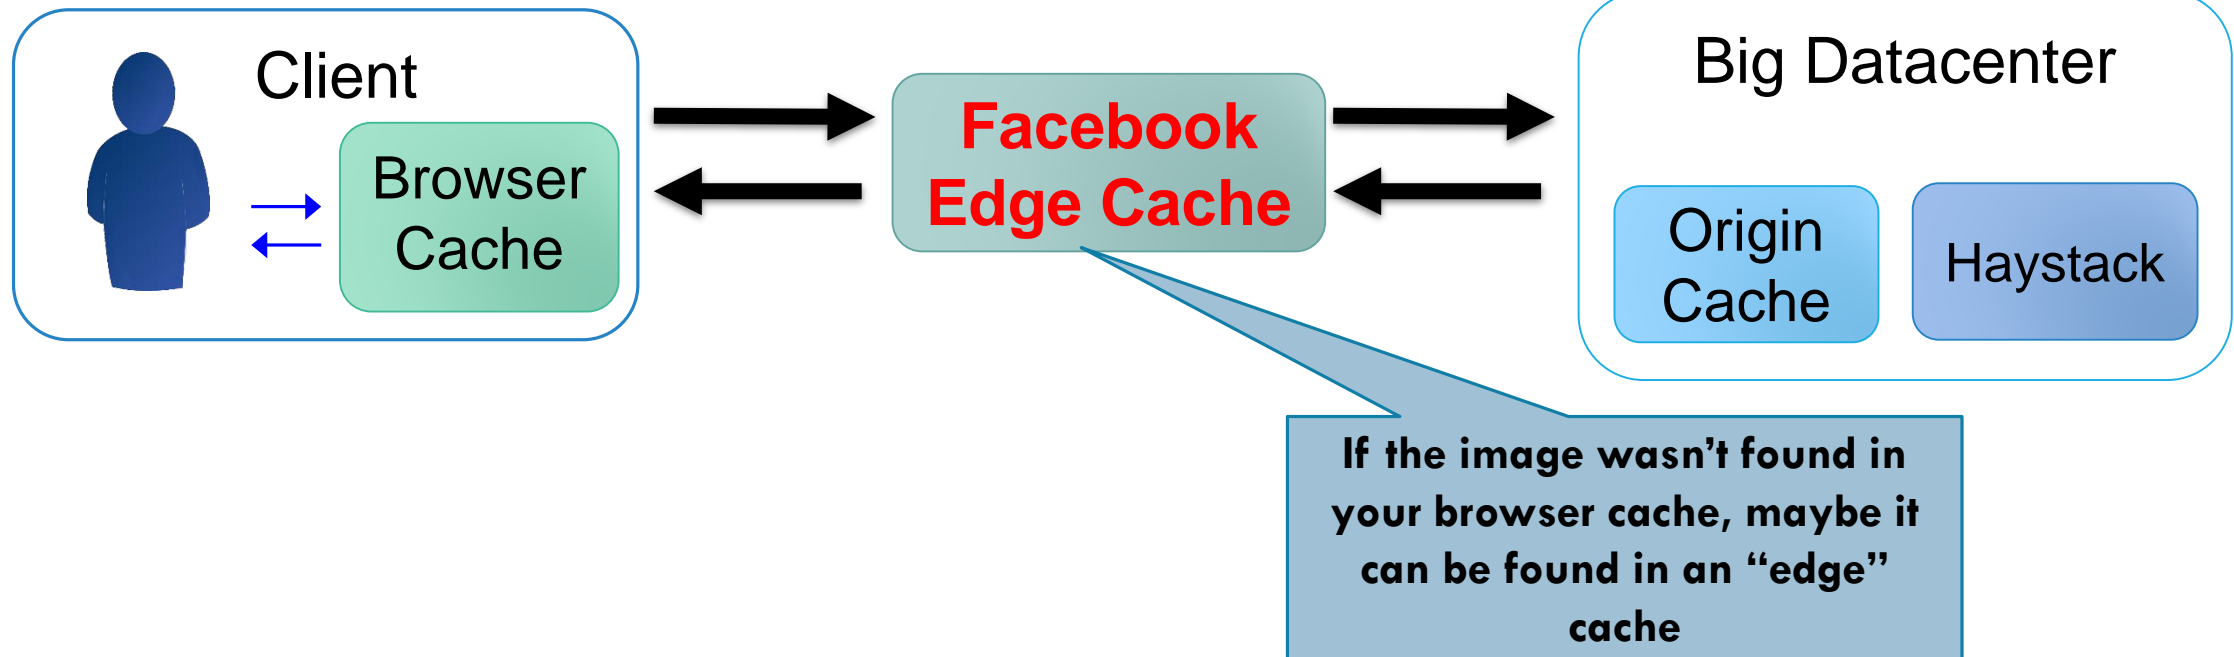 Client
Browser
Cache
Facebook
Edge Cache
Big Datacenter
Origin
Cache
Haystack
If the image wasn’t found in
your browser cache, maybe it
can be found in an “edge”
cache